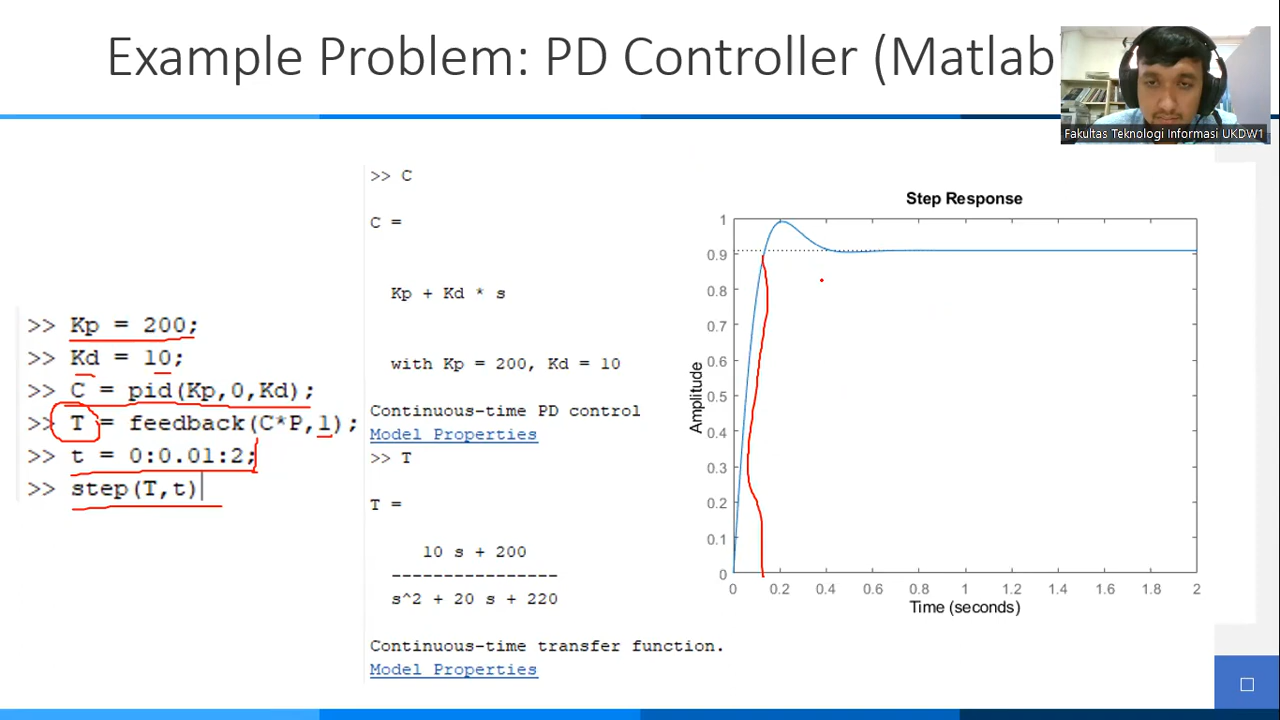 Example Problem: PD Controller (Matlab
Fakultas Teknologi Informasi UKDW1
>> Kp = 200;
>> Kd = 10;
>> C = pid(Kp,0,Kd);
>> T = feedback(C*P,1);
>> t = 0:0.01:2;
>> step(T,t)
>> C
C =
Kp + Kd * s
with Kp = 200, Kd = 10
Continuous-time PD control
Model Properties
>> T
T =
10 s + 200
----------------
s^2 + 20 s + 220
Continuous-time transfer function.
Model Properties
Step Response
1
0.9
0.8
0.7
0.6
0.5
0.4
0.3
0.2
0.1
0
Amplitude
0 0.2 0.4 0.6 0.8 1 1.2 1.4 1.6 1.8 2
Time (seconds)